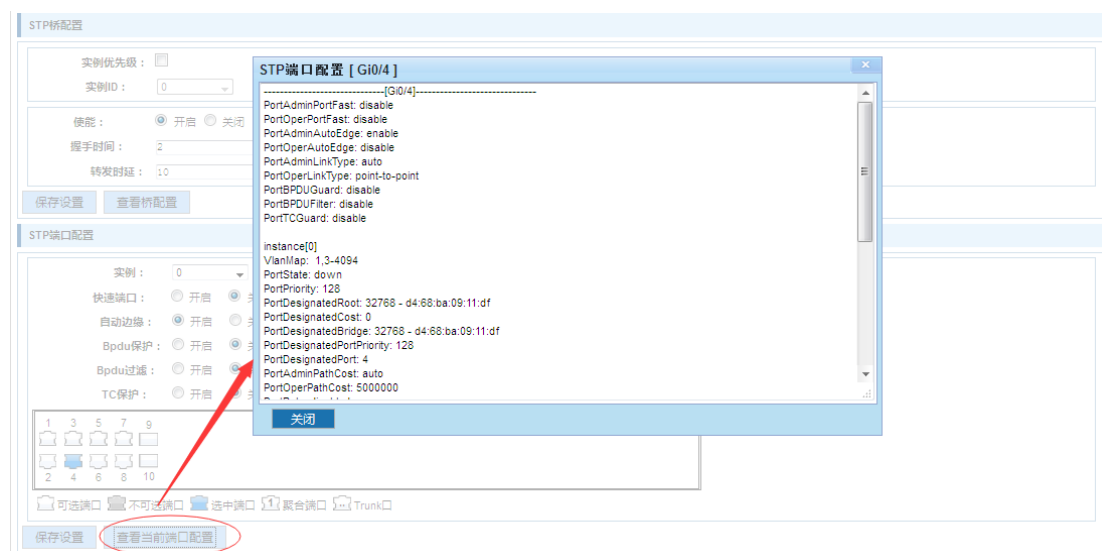 STP桥配置
实例优先级：
实例ID： 0
使能： 开启 关闭
握手时间： 2
转发时延： 10
保存设置 查看桥配置
STP端口配置 [ Gi0/4 ]
------------------------------[Gi0/4]------------------------------
PortAdminPortFast: disable
PortOperPortFast: disable
PortAdminAutoEdge: enable
PortOperAutoEdge: disable
PortAdminLinkType: auto
PortOperLinkType: point-to-point
PortBPDUGuard: disable
PortBPDUFilter: disable
PortTCGuard: disable
instance[0]
VlanMap: 1,3-4094
PortState: down
PortPriority: 128
PortDesignatedRoot: 32768 - d4:68:ba:09:11:df
PortDesignatedCost: 0
PortDesignatedBridge: 32768 - d4:68:ba:09:11:df
PortDesignatedPortPriority: 128
PortDesignatedPort: 4
PortAdminPathCost: auto
PortOperPathCost: 5000000
关闭
STP端口配置
实例： 0
快速端口： 开启
自动边缘： 开启
Bpdu保护： 开启
Bpdu过滤： 开启
TC保护： 开启
1 3 5 7 9
2 4 6 8 10
可选端口 不可选端口 选中端口 1 聚合端口 Trunk口
保存设置 查看当前端口配置